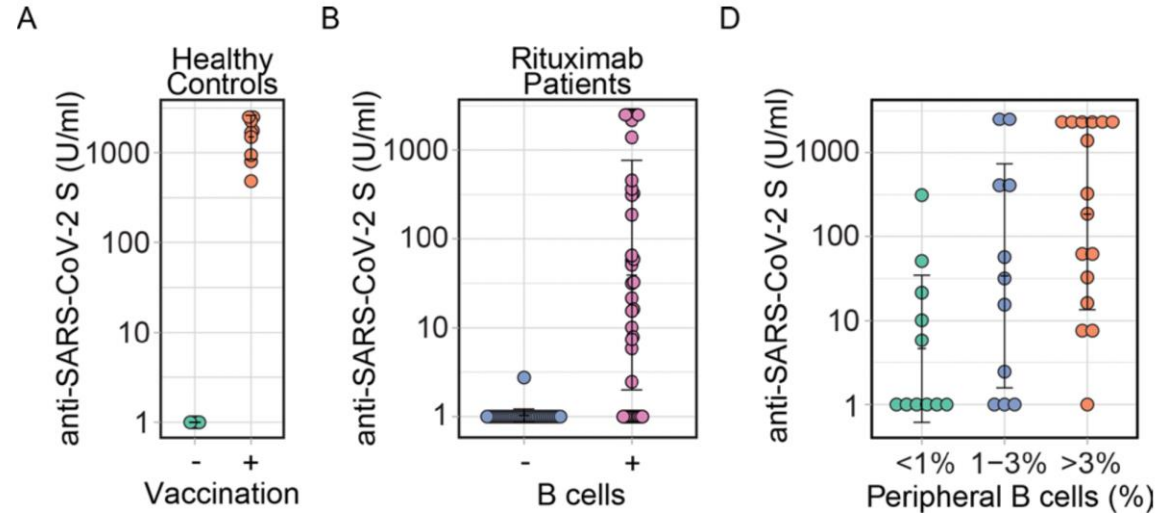 A
Healthy
Controls
anti-SARS-CoV-2 S (U/ml)
1000
100
10
1
- +
Vaccination
B
Rituximab
Patients
anti-SARS-CoV-2 S (U/ml)
1000
100
10
1
- +
B cells
D
anti-SARS-CoV-2 S (U/ml)
1000
100
10
1
<1% 1−3% >3%
Peripheral B cells (%)